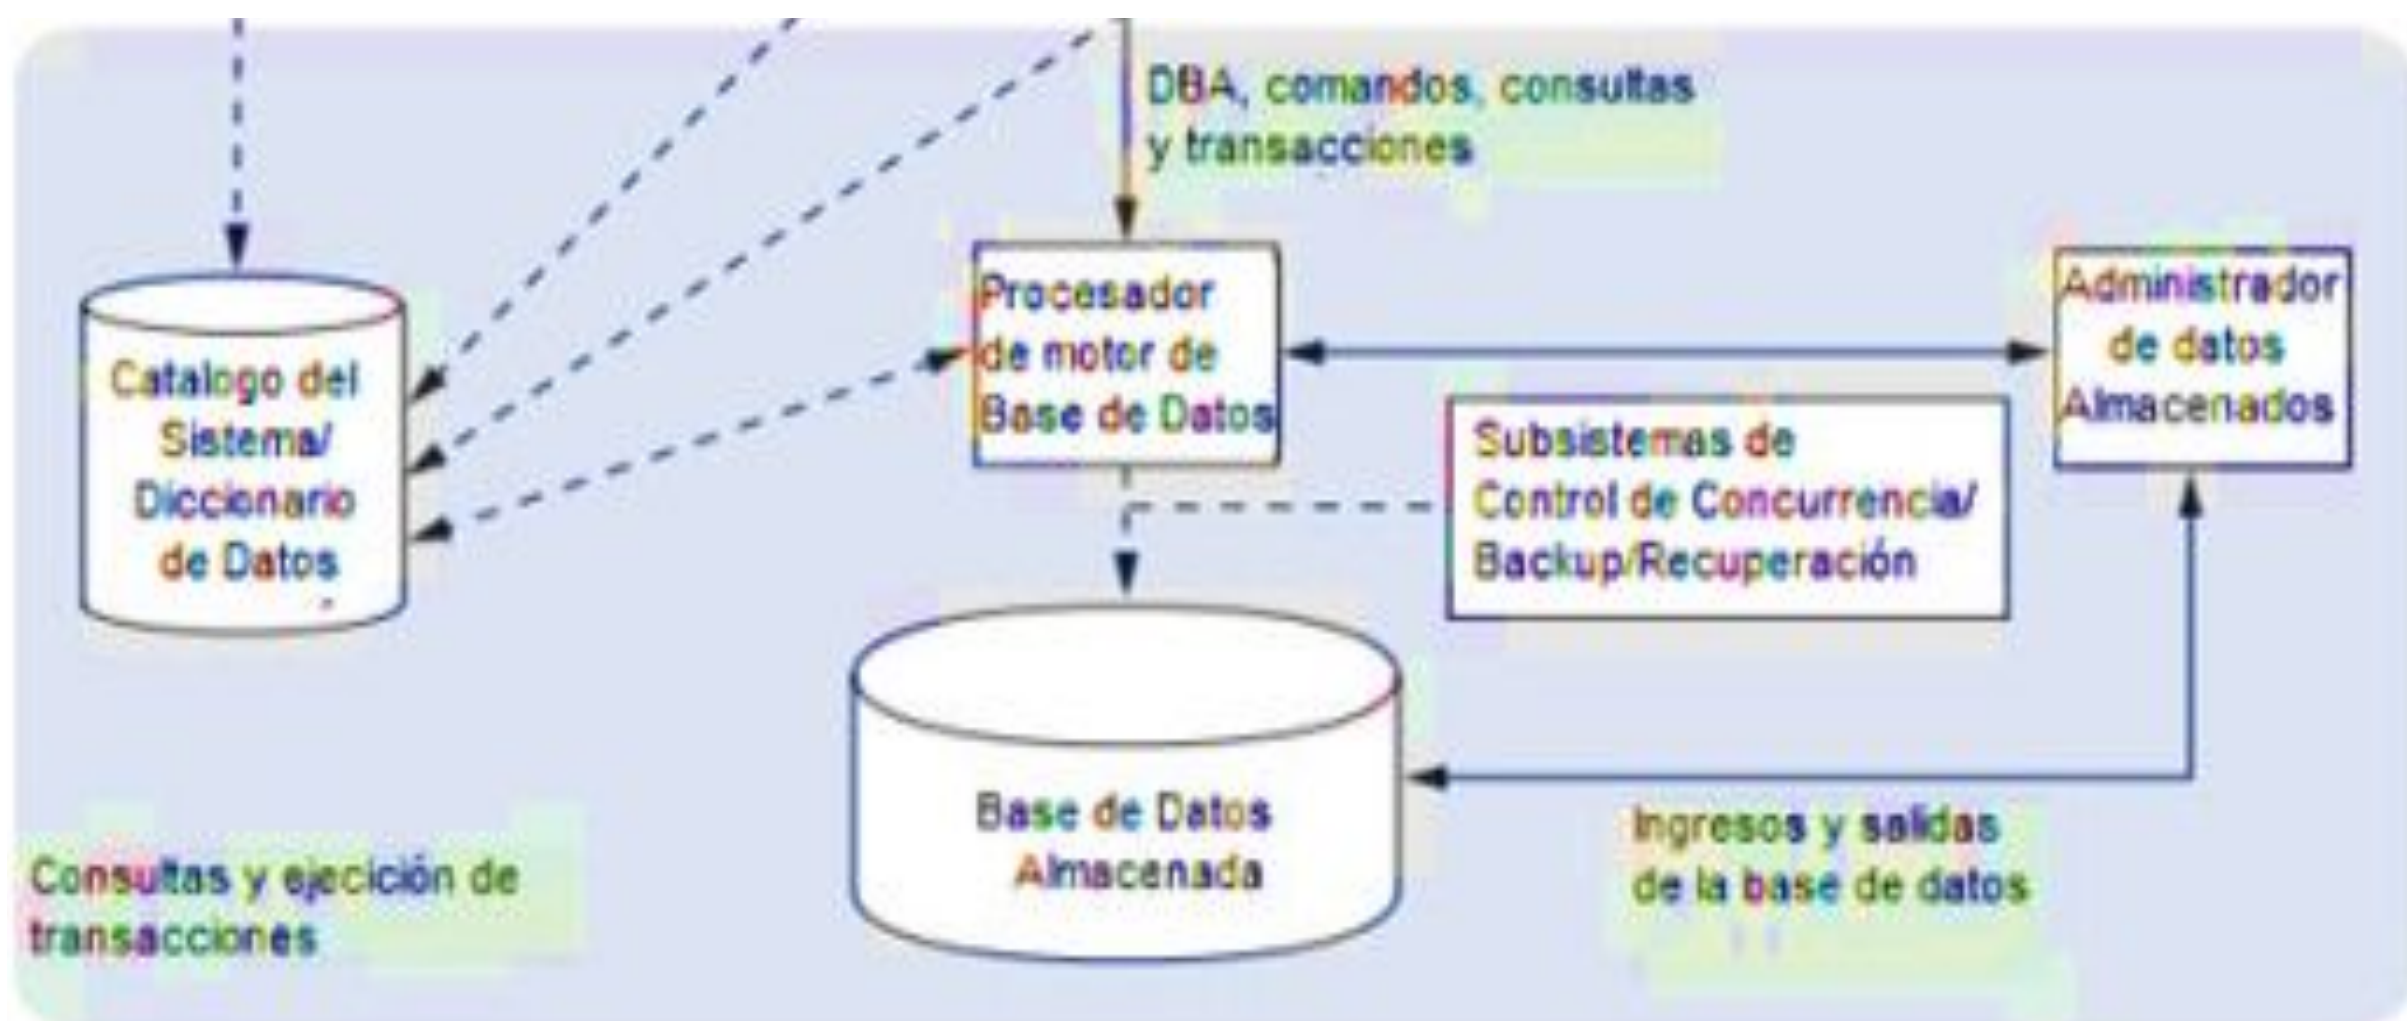 DBA, comandos, consultas
y transacciones
Procesador
de motor de
Base de Datos
Administrador
de datos
Almacenados
Catalogo del
Sistema/
Diccionario
de Datos
Subsistemas de
Control de Concurrencia/
Backup/Recuperación
Base de Datos
Almacenada
Ingresos y salidas
de la base de datos
Consultas y ejecición de
transacciones